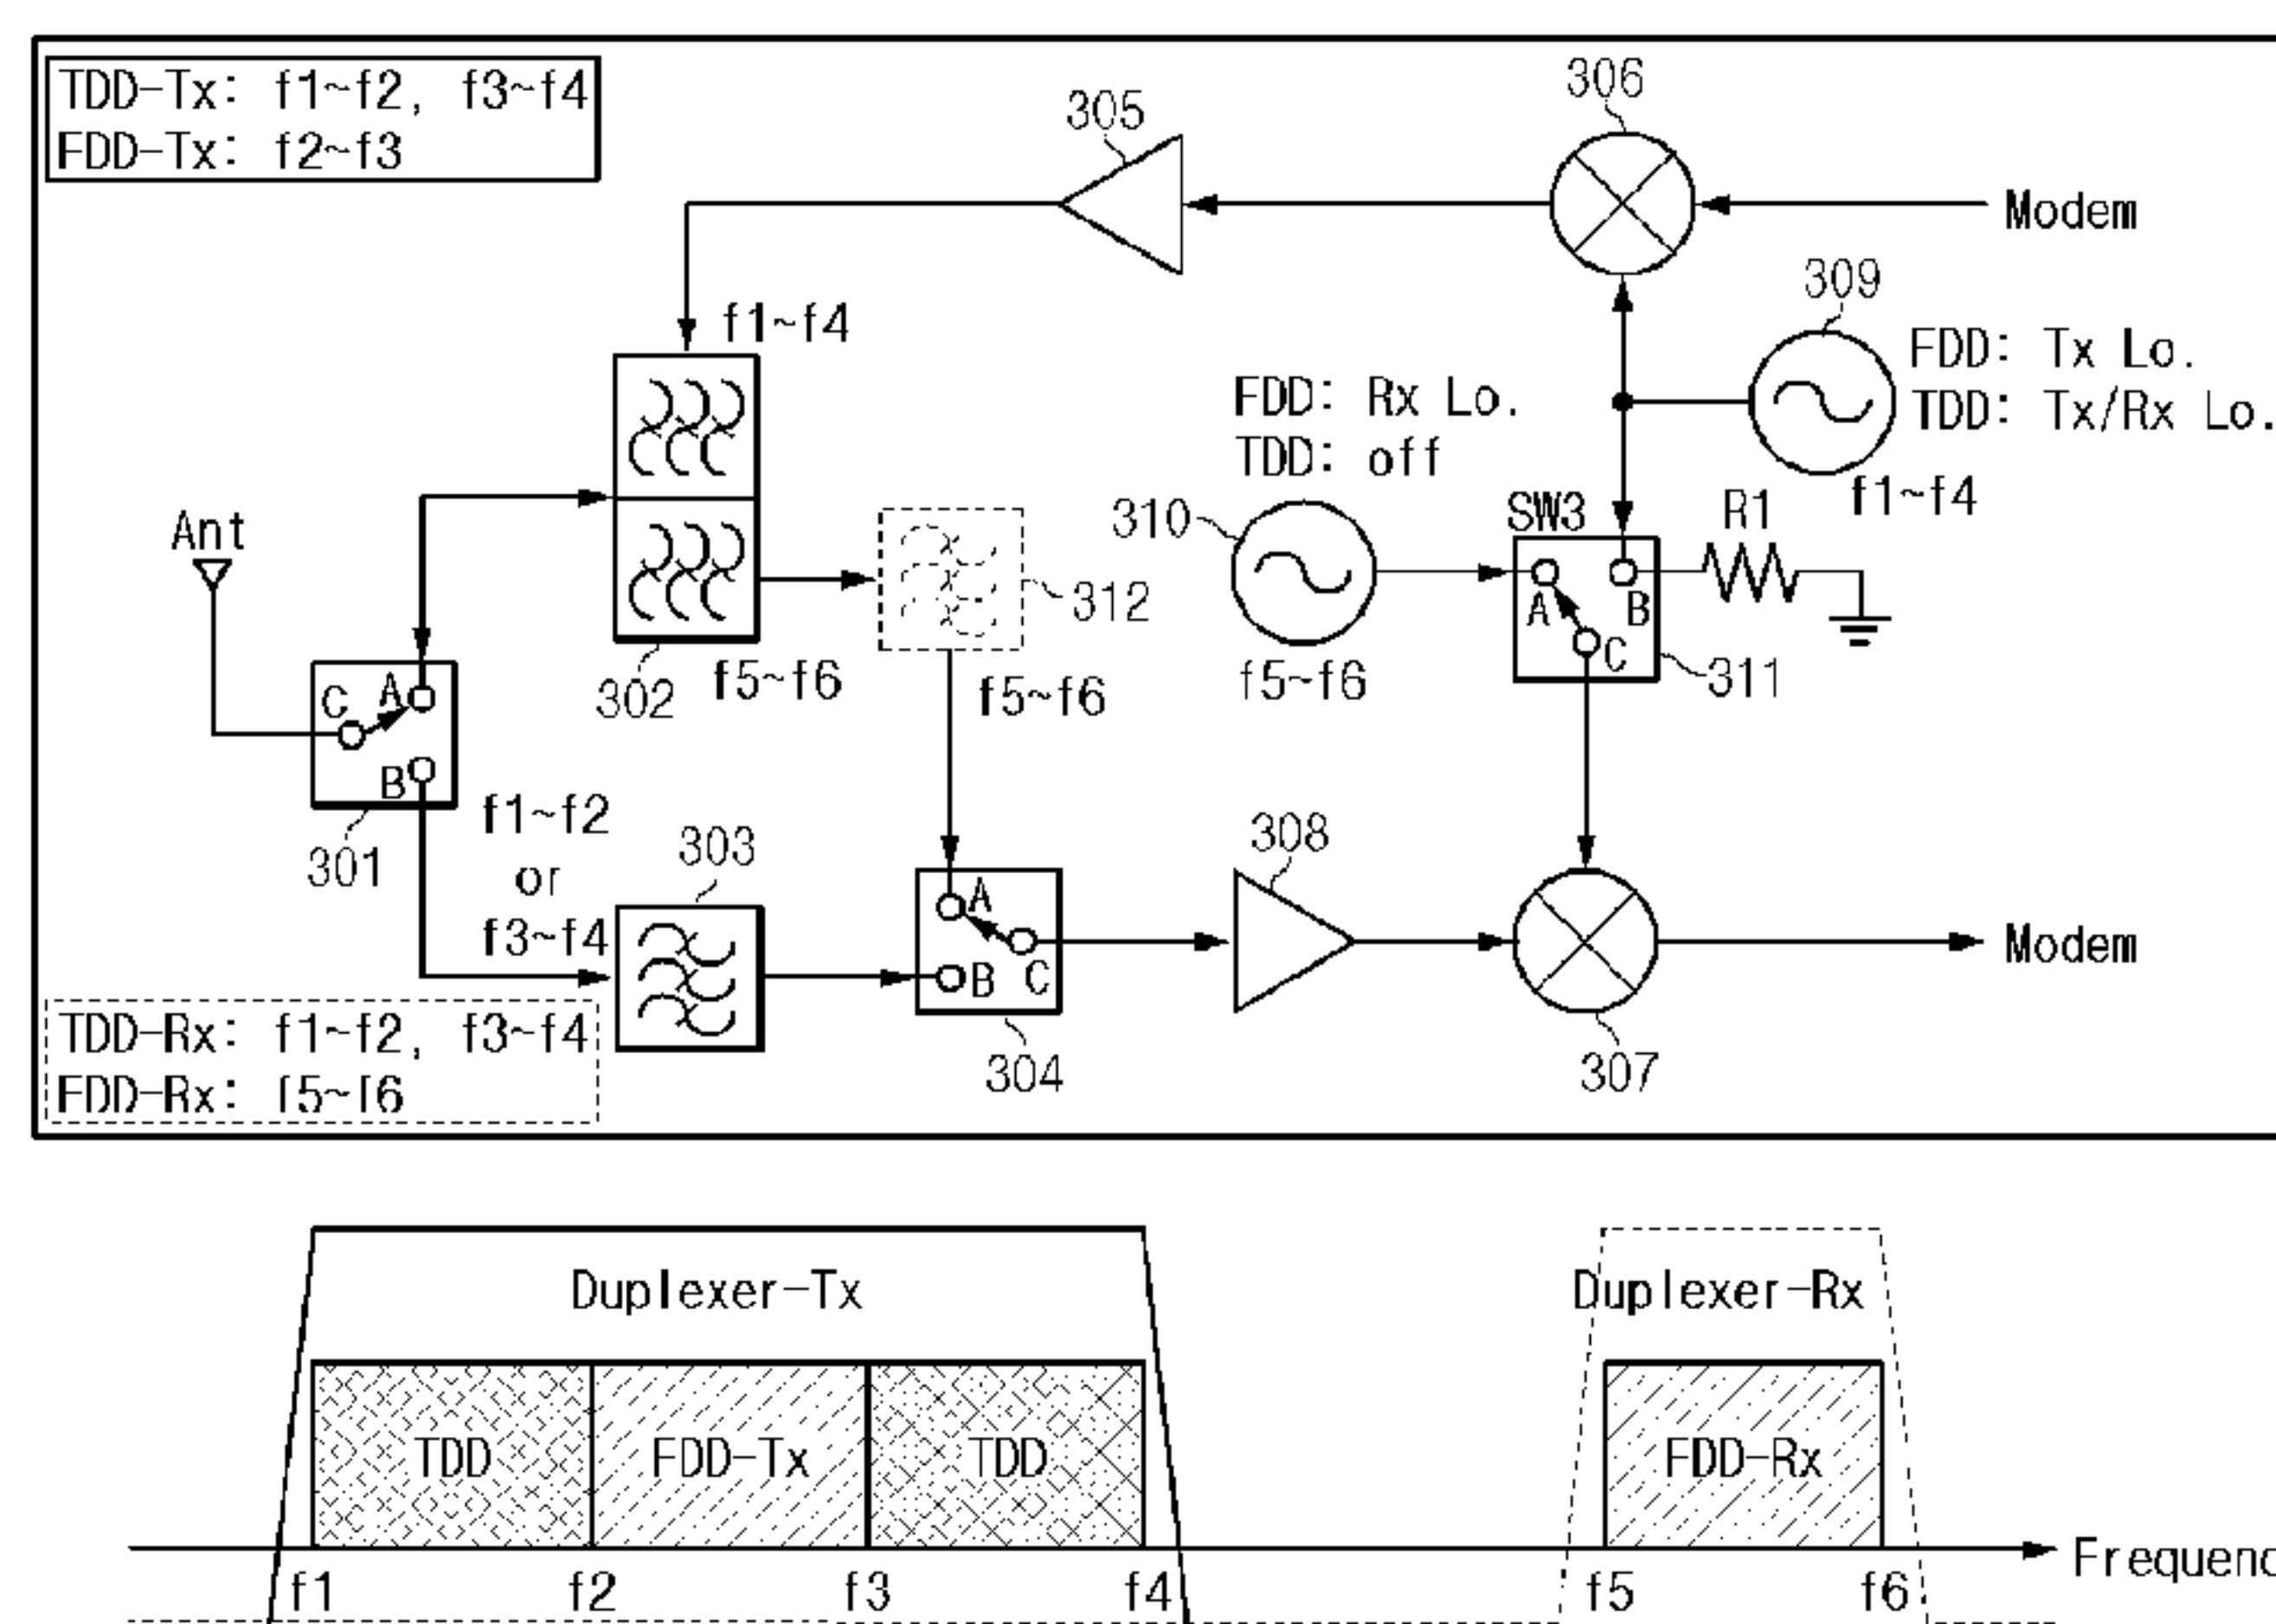 TDD-Tx: f1~f2, f3~f4
FDD-Tx: f2~f3
305
306
Modem
309
FDD: Tx Lo.
TDD: Tx/Rx Lo.
f1~f4
f1~f4
FDD: Rx Lo.
TDD: off
310
f5~f6
SW3
R1
A
B
C
311
Ant
302
f5~f6
312
f5~f6
C
A
B
301
f1~f2
or
f3~f4
303
A
B
C
304
308
307
Modem
TDD-Rx: f1~f2, f3~f4
FDD-Rx: f5~f6
Duplexer-Tx
Duplexer-Rx
TDD
FDD-Tx
TDD
FDD-Rx
f1
f2
f3
f4
f5
f6